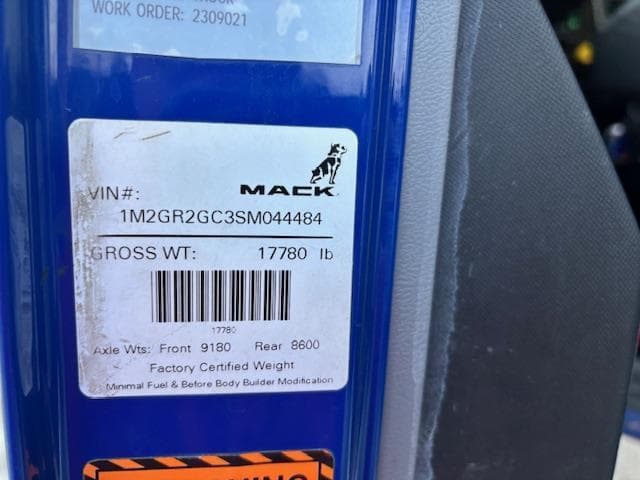 WORK ORDER: 2309021
MACK
VIN#:
1M2GR2GC3SM044484
GROSS WT: 17780 lb
17780
Axle Wts: Front 9180 Rear 8600
Factory Certified Weight
Minimal Fuel & Before Body Builder Modification